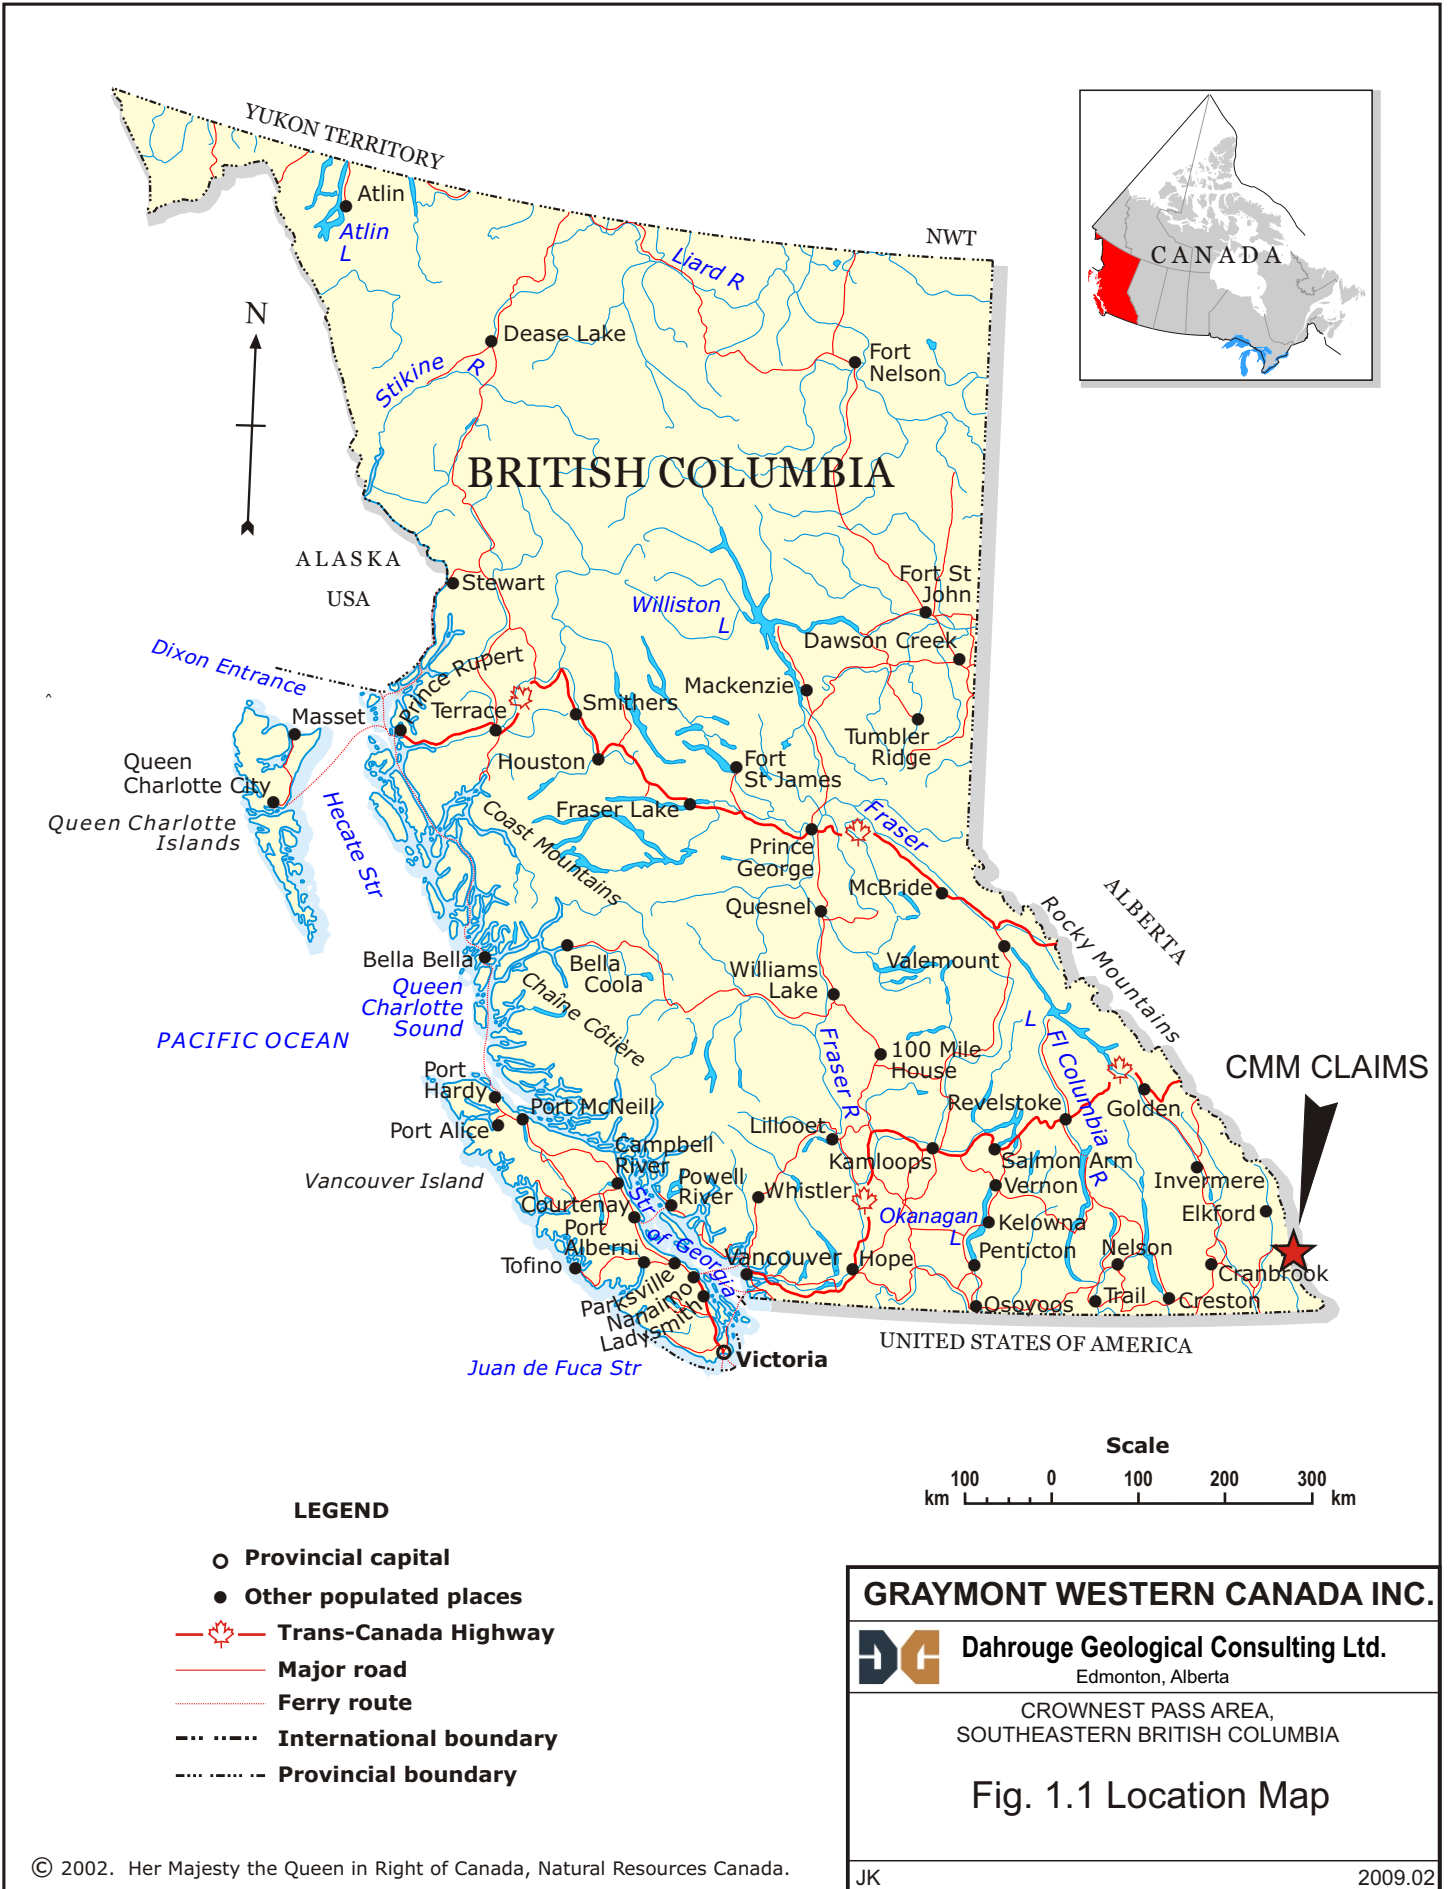 YUKON TERRITORY
NWT
CANADA
Atlin
Atlin
L
Liard R
N
Dease Lake
Stikine
R
Fort
Nelson
BRITISH COLUMBIA
ALASKA
USA
Stewart
Fort St
John
Williston
L
Dawson Creek
Dixon Entrance
Prince Rupert
Mackenzie
Masset
Terrace
Smithers
Tumbler
Ridge
Queen
Charlotte City
Houston
Fort
St James
Fraser Lake
Queen Charlotte
Islands
Hecate Str
Coast Mountains
Fraser
Prince
George
McBride
ALBERTA
Rocky Mountains
Quesnel
Bella Bella
Bella
Coola
Williams
Lake
Valemount
Queen
Charlotte
Sound
Chaîne Côtière
PACIFIC OCEAN
L
Fl Columbia
R
Fraser R
100 Mile
House
CMM CLAIMS
Port
Hardy
Port McNeill
Port Alice
Revelstoke
Golden
Lillooet
Campbell
River
Kamloops
Salmon Arm
Vancouver Island
Powell
River
Whistler
Vernon
Invermere
Courtenay
Str
of Georgia
Okanagan
L
Kelowna
Elkford
Port
Alberni
Tofino
Vancouver
Hope
Penticton
Nelson
Cranbrook
Parksville
Nanaimo
Ladysmith
Osoyoos
Trail
Creston
UNITED STATES OF AMERICA
Victoria
Juan de Fuca Str
Scale
100 0 100 200 300
km km
LEGEND
Provincial capital
Other populated places
Trans-Canada Highway
Major road
Ferry route
International boundary
Provincial boundary
© 2002. Her Majesty the Queen in Right of Canada, Natural Resources Canada.
GRAYMONT WESTERN CANADA INC.
DG
Dahrouge Geological Consulting Ltd.
Edmonton, Alberta
CROWNEST PASS AREA,
SOUTHEASTERN BRITISH COLUMBIA
Fig. 1.1 Location Map
JK 2009.02